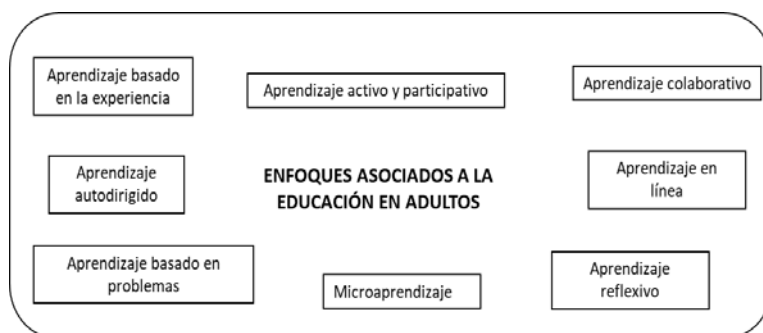 Aprendizaje basado
en la experiencia
Aprendizaje activo y participativo
Aprendizaje colaborativo
Aprendizaje
autodirigido
ENFOQUES ASOCIADOS A LA
EDUCACIÓN EN ADULTOS
Aprendizaje en
línea
Aprendizaje basado en
problemas
Microaprendizaje
Aprendizaje
reflexivo